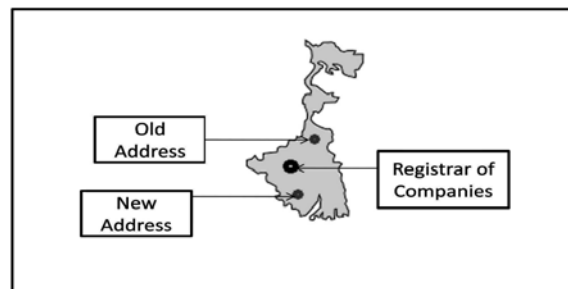 Old
Address
Registrar of
Companies
New
Address